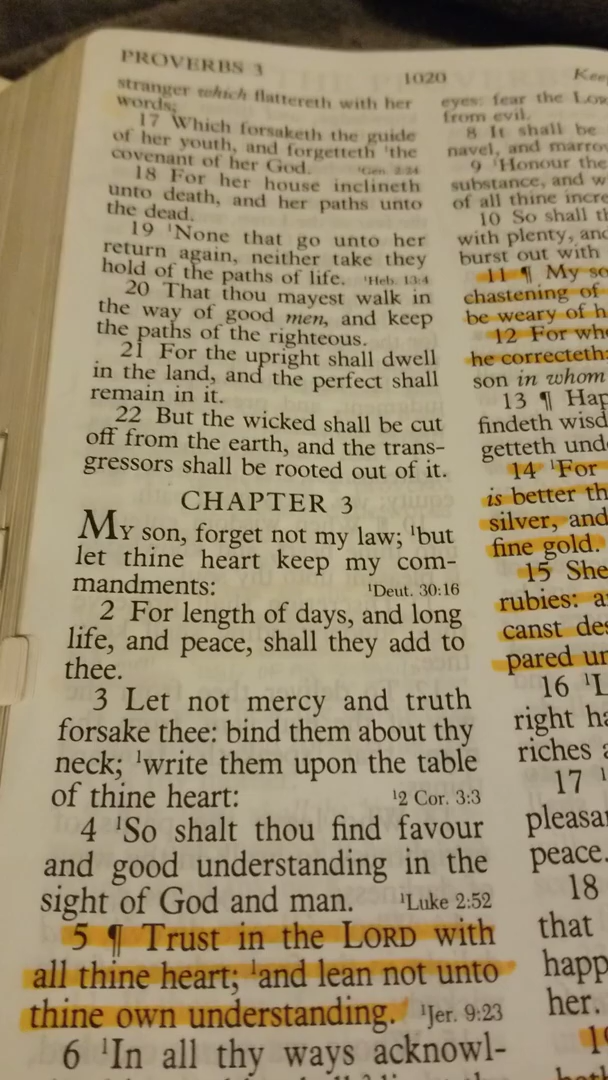 PROVERBS 3
1020
Keep
stranger which flattereth with her
words;
17 Which forsaketh the guide
of her youth, and forgetteth ¹the
covenant of her God. ¹Gen. 2:24
18 For her house inclineth
unto death, and her paths unto
the dead.
19 ¹None that go unto her
return again, neither take they
hold of the paths of life. ¹Heb. 13:4
20 That thou mayest walk in
the way of good men, and keep
the paths of the righteous.
21 For the upright shall dwell
in the land, and the perfect shall
remain in it.
22 But the wicked shall be cut
off from the earth, and the trans-
gressors shall be rooted out of it.
CHAPTER 3
MY son, forget not my law; ¹but
let thine heart keep my com-
mandments: ¹Deut. 30:16
2 For length of days, and long
life, and peace, shall they add to
thee.
3 Let not mercy and truth
forsake thee: bind them about thy
neck; ¹write them upon the table
of thine heart: ¹2 Cor. 3:3
4 ¹So shalt thou find favour
and good understanding in the
sight of God and man. ¹Luke 2:52
5 ¶ Trust in the LORD with
all thine heart; ¹and lean not unto
thine own understanding. ¹Jer. 9:23
6 ¹In all thy ways acknowl-
eyes: fear the LO
from evil.
8 It shall be
navel, and marro
9 ¹Honour the
substance, and w
of all thine incre
10 So shall th
with plenty, and
burst out with
11 ¶ My so
chastening of
be weary of h
12 For who
he correcteth:
son in whom
13 ¶ Hap
findeth wisd
getteth und
14 ¹For
is better th
silver, and
fine gold.
15 She
rubies: a
canst des
pared un
16 ¹L
right ha
riches a
17 ¹
pleasa
peace.
18
that
happ
her.